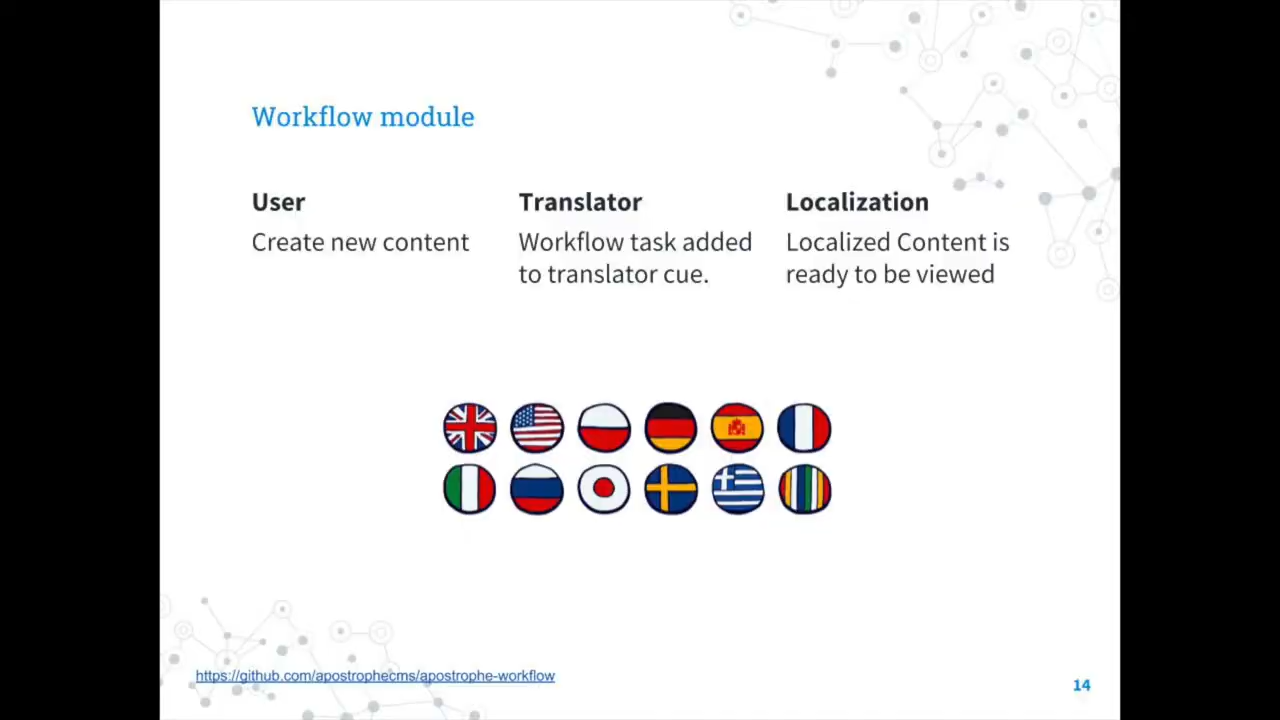 Workflow module
User
Create new content
Translator
Workflow task added
to translator cue.
Localization
Localized Content is
ready to be viewed
https://github.com/apostrophecms/apostrophe-workflow
14